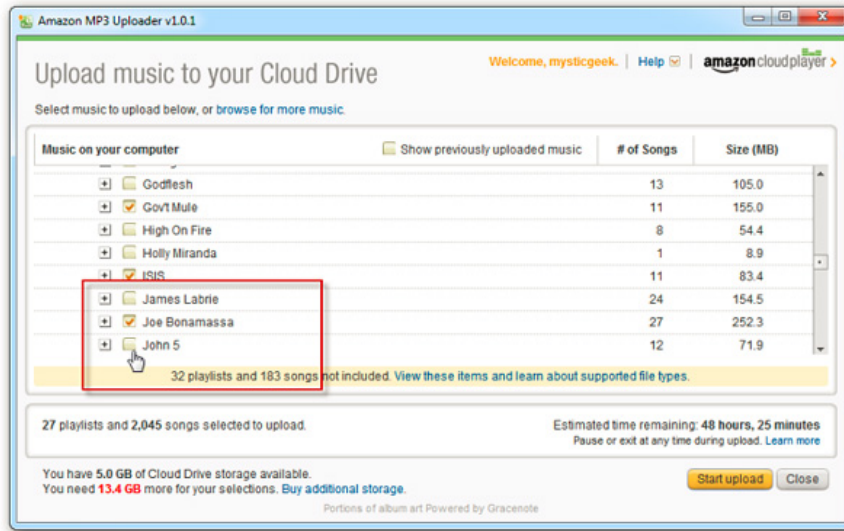 Amazon MP3 Uploader v1.0.1
Upload music to your Cloud Drive
Welcome, mysticgeek. | Help | amazon cloudplayer >
Select music to upload below, or browse for more music.
Music on your computer Show previously uploaded music # of Songs Size (MB)
Godflesh 13 105.0
Gov't Mule 11 155.0
High On Fire 8 54.4
Holly Miranda 1 8.9
ISIS 11 83.4
James Labrie 24 154.5
Joe Bonamassa 27 252.3
John 5 12 71.9
32 playlists and 183 songs not included. View these items and learn about supported file types.
27 playlists and 2,045 songs selected to upload.
Estimated time remaining: 48 hours, 25 minutes
Pause or exit at any time during upload. Learn more
You have 5.0 GB of Cloud Drive storage available.
You need 13.4 GB more for your selections. Buy additional storage.
Start upload Close
Portions of album art Powered by Gracenote